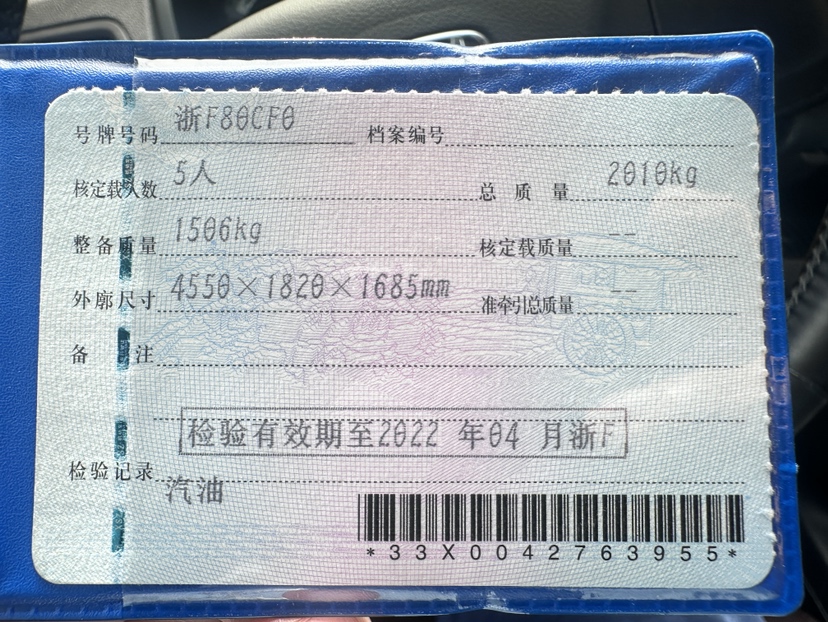 号牌号码 浙F80CF0 档案编号
核定载人数 5人 总质量 2010kg
整备质量 1506kg 核定载质量 --
外廓尺寸 4550×1820×1685mm 准牵引总质量 --
备注
检验有效期至2022 年04 月浙F
检验记录
汽油
*33X0042763955*